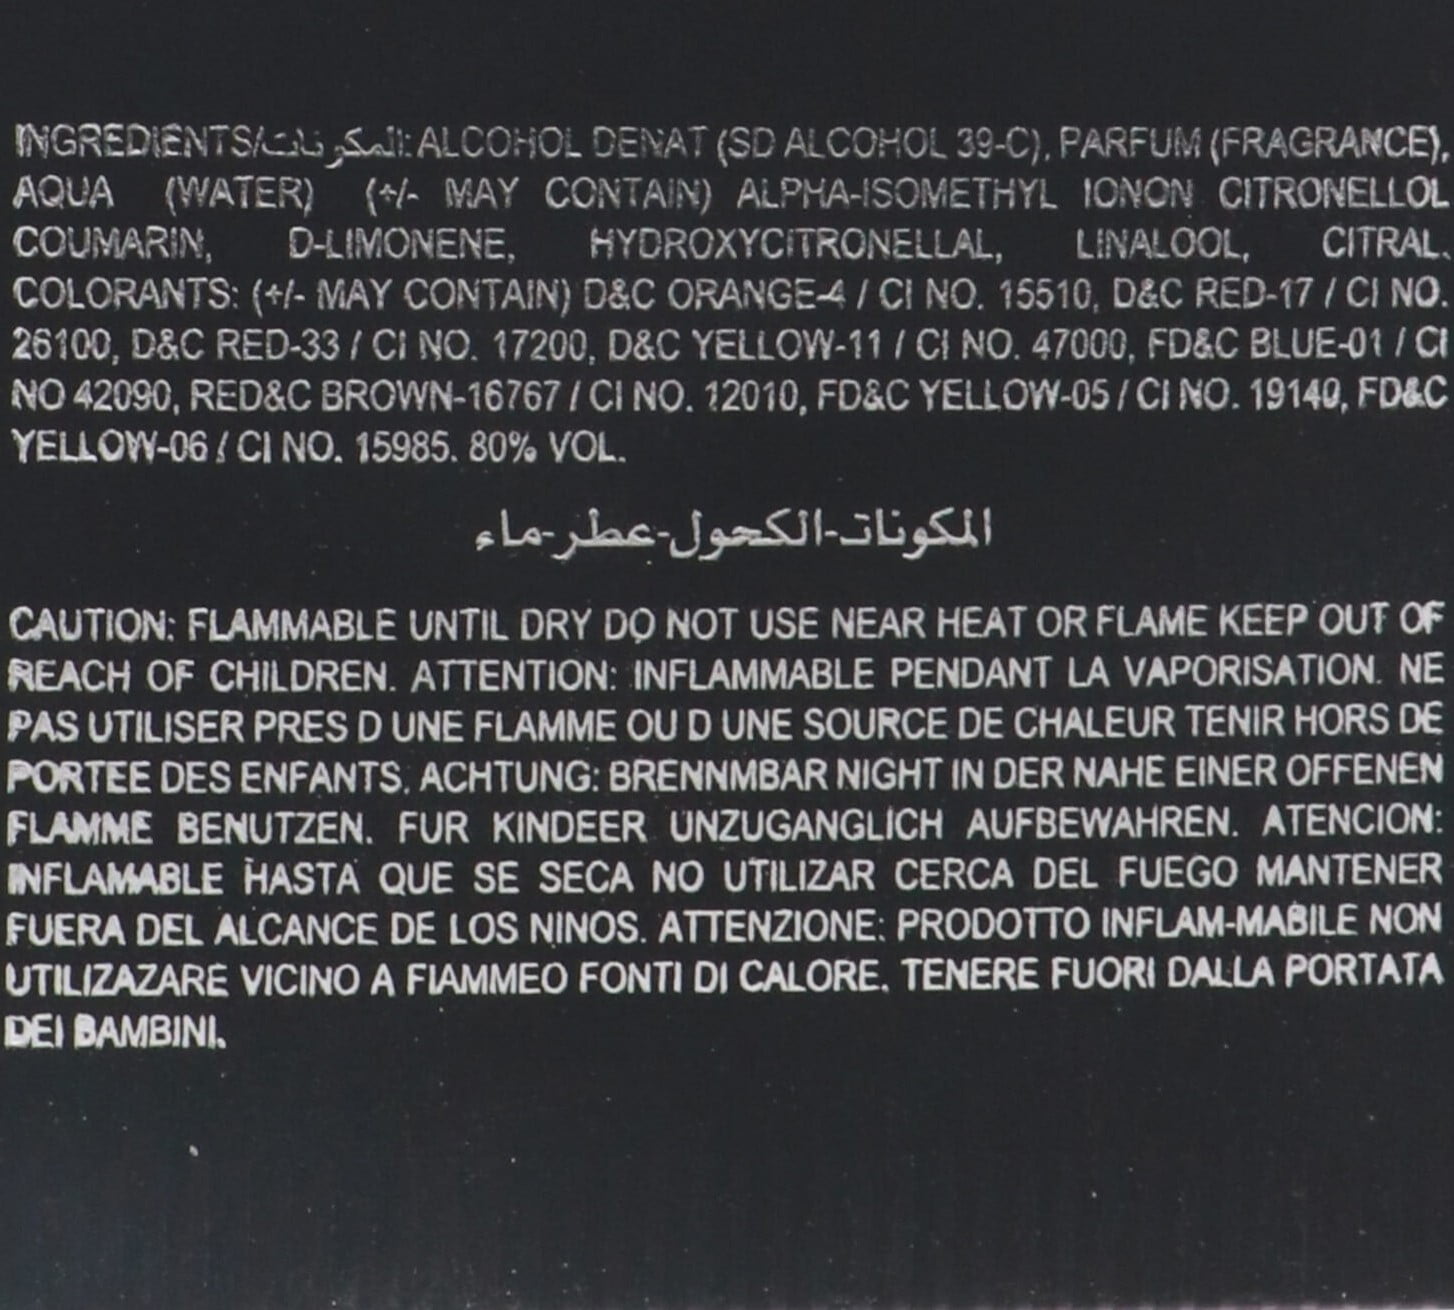 INGREDIENTS/المكونات: ALCOHOL DENAT (SD ALCOHOL 39-C), PARFUM (FRAGRANCE),
AQUA (WATER) (+/- MAY CONTAIN) ALPHA-ISOMETHYL IONON CITRONELLOL
COUMARIN, D-LIMONENE, HYDROXYCITRONELLAL, LINALOOL, CITRAL.
COLORANTS: (+/- MAY CONTAIN) D&C ORANGE-4 / CI NO. 15510, D&C RED-17 / CI NO.
26100, D&C RED-33 / CI NO. 17200, D&C YELLOW-11 / CI NO. 47000, FD&C BLUE-01 / CI
NO 42090, RED&C BROWN-16767 / CI NO. 12010, FD&C YELLOW-05 / CI NO. 19140, FD&C
YELLOW-06 / CI NO. 15985. 80% VOL.
المكونات-الكحول-عطر-ماء
CAUTION: FLAMMABLE UNTIL DRY DO NOT USE NEAR HEAT OR FLAME KEEP OUT OF
REACH OF CHILDREN. ATTENTION: INFLAMMABLE PENDANT LA VAPORISATION. NE
PAS UTILISER PRES D UNE FLAMME OU D UNE SOURCE DE CHALEUR TENIR HORS DE
PORTEE DES ENFANTS. ACHTUNG: BRENNMBAR NIGHT IN DER NAHE EINER OFFENEN
FLAMME BENUTZEN. FUR KINDEER UNZUGANGLICH AUFBEWAHREN. ATENCION:
INFLAMABLE HASTA QUE SE SECA NO UTILIZAR CERCA DEL FUEGO MANTENER
FUERA DEL ALCANCE DE LOS NINOS. ATTENZIONE: PRODOTTO INFLAM-MABILE NON
UTILIZAZARE VICINO A FIAMMEO FONTI DI CALORE. TENERE FUORI DALLA PORTATA
DEI BAMBINI.